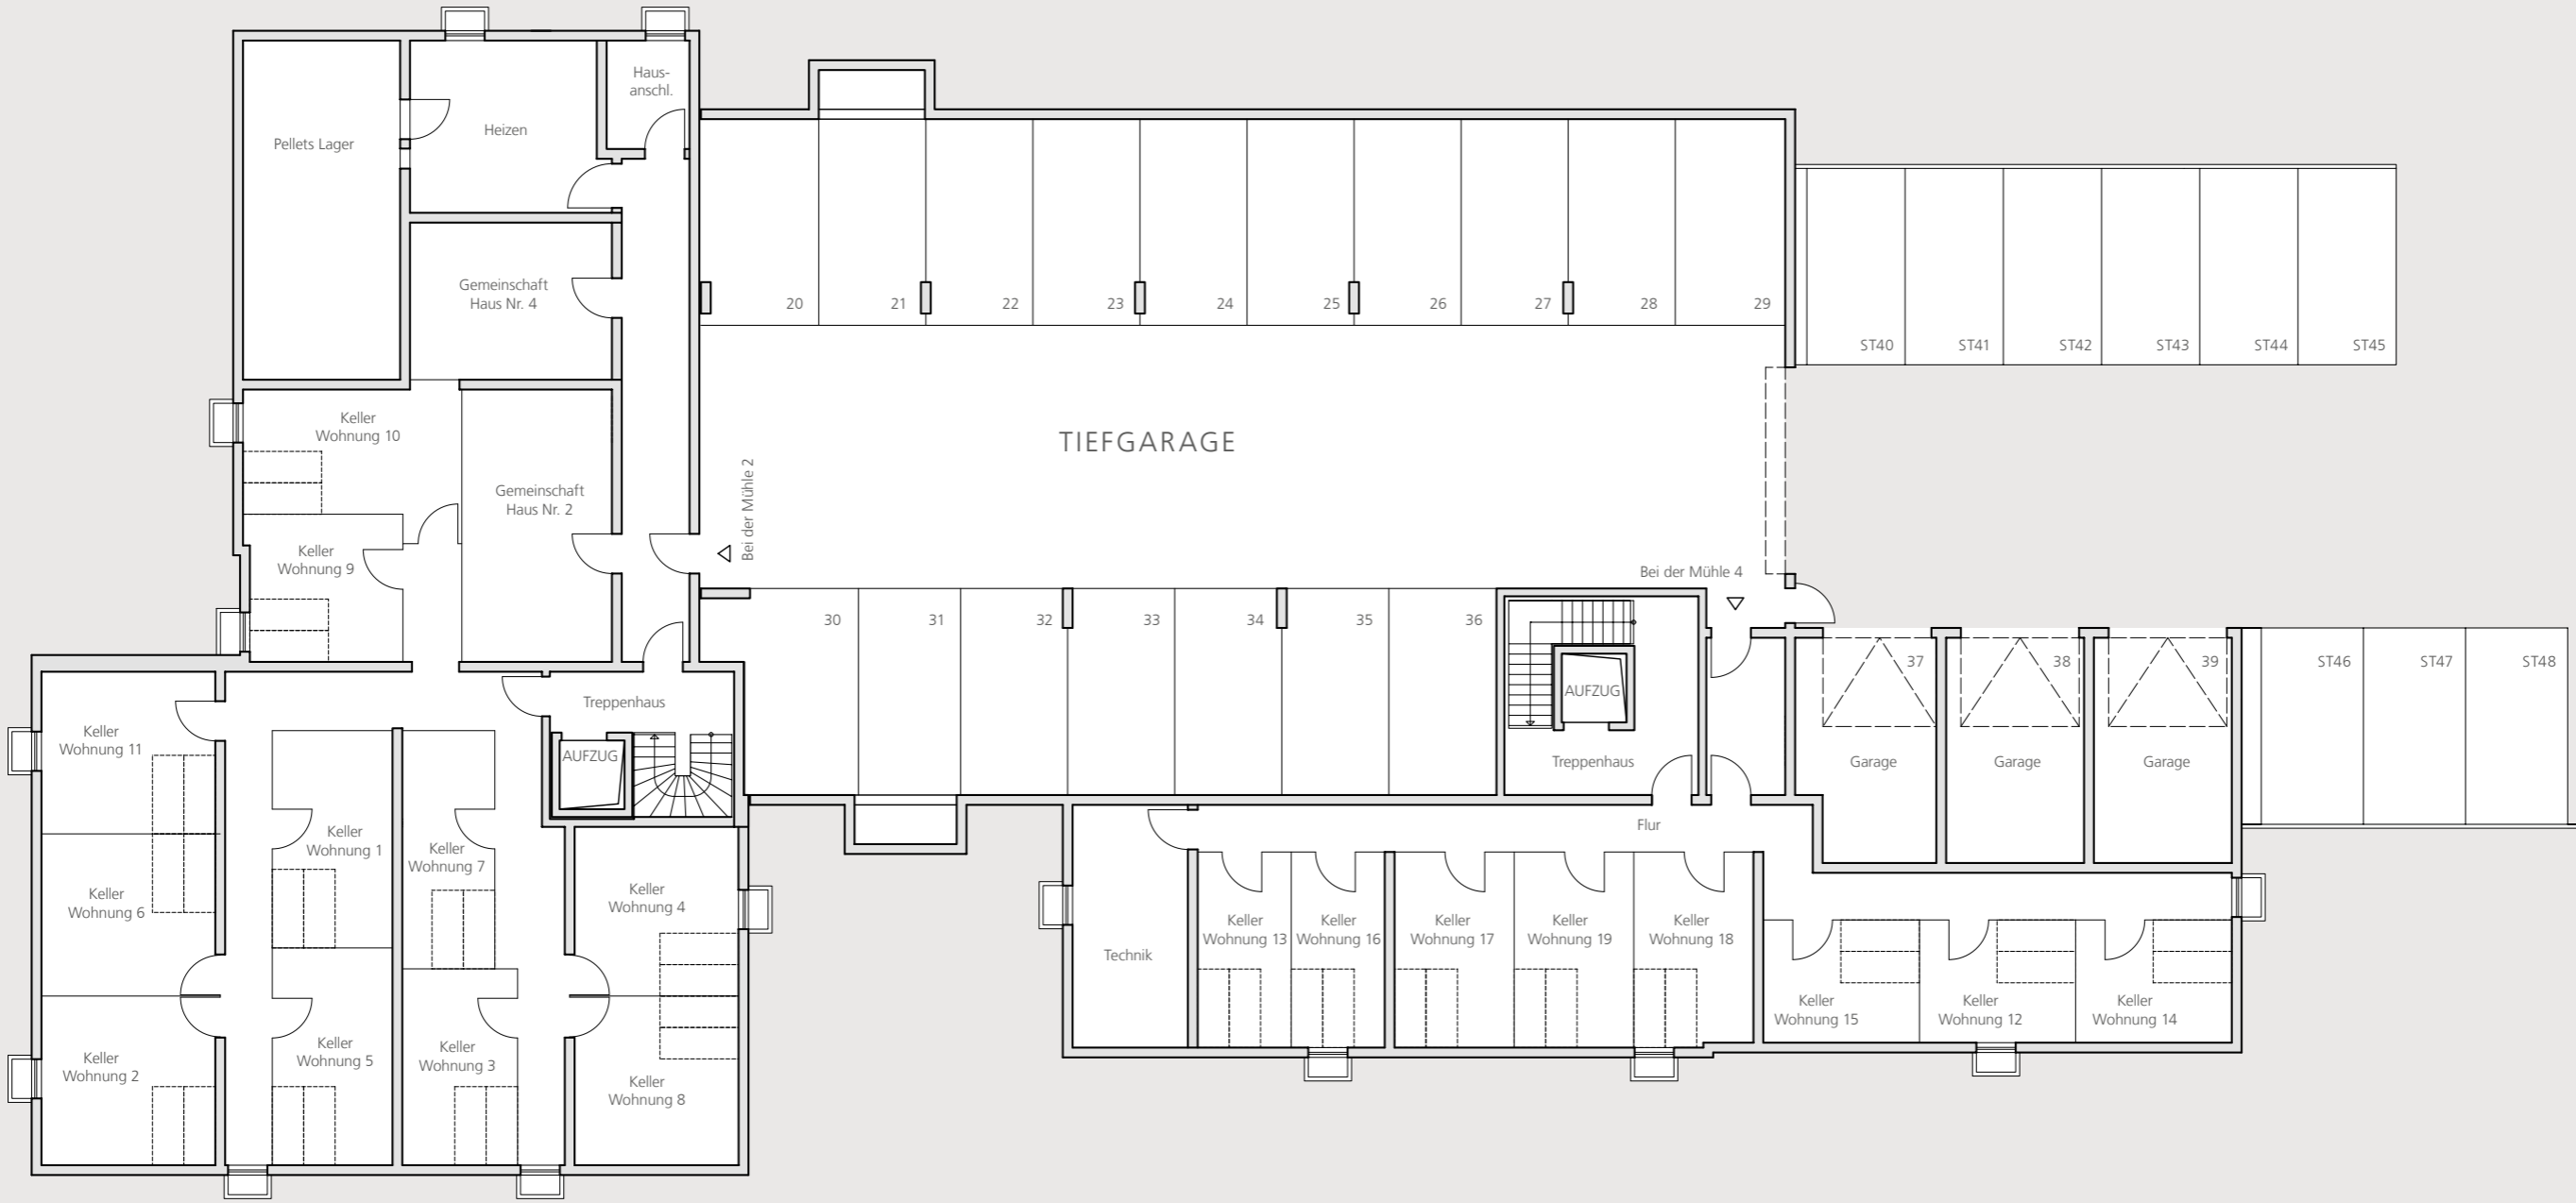 Haus-
anschl.
Pellets Lager
Heizen
Gemeinschaft
Haus Nr. 4
20
21
22
23
24
25
26
27
28
29
ST40
ST41
ST42
ST43
ST44
ST45
Keller
Wohnung 10
TIEFGARAGE
Gemeinschaft
Haus Nr. 2
Bei der Mühle 2
Keller
Wohnung 9
Bei der Mühle 4
30
31
32
33
34
35
36
37
38
39
ST46
ST47
ST48
AUFZUG
Treppenhaus
Treppenhaus
Garage
Garage
Garage
AUFZUG
Keller
Wohnung 11
Keller
Wohnung 1
Keller
Wohnung 7
Flur
Keller
Wohnung 6
Keller
Wohnung 4
Keller
Wohnung 13
Keller
Wohnung 16
Keller
Wohnung 17
Keller
Wohnung 19
Keller
Wohnung 18
Technik
Keller
Wohnung 15
Keller
Wohnung 12
Keller
Wohnung 14
Keller
Wohnung 2
Keller
Wohnung 5
Keller
Wohnung 3
Keller
Wohnung 8